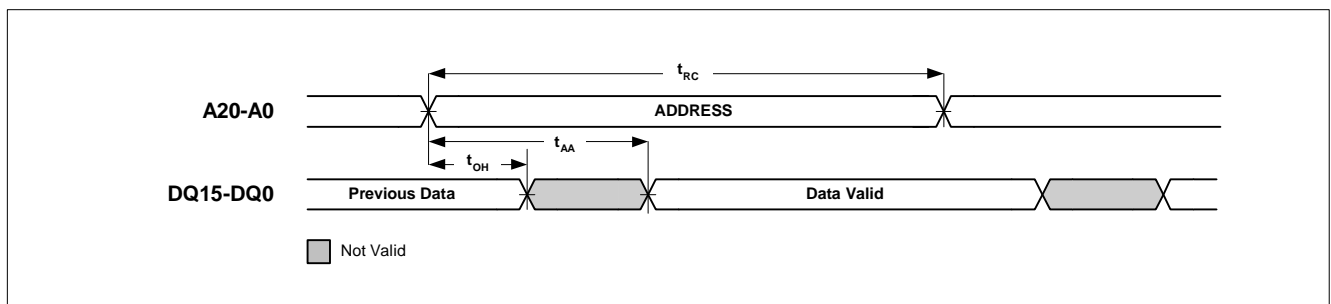 tRC
A20-A0
ADDRESS
tAA
tOH
DQ15-DQ0
Previous Data
Data Valid
Not Valid